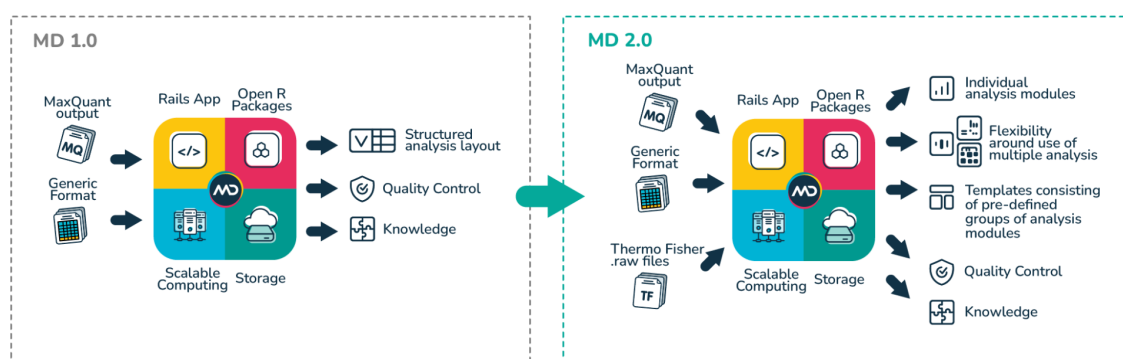 MD 1.0
MaxQuant
output
MQ
Generic
Format
Rails App
Open R
Packages
</>
MD
Scalable
Computing
Storage
Structured
analysis layout
Quality Control
Knowledge
MD 2.0
MaxQuant
output
MQ
Generic
Format
Thermo Fisher
.raw files
TF
Rails App
Open R
Packages
</>
MD
Scalable
Computing
Storage
Individual
analysis modules
Flexibility
around use of
multiple analysis
Templates consisting
of pre-defined
groups of analysis
modules
Quality Control
Knowledge